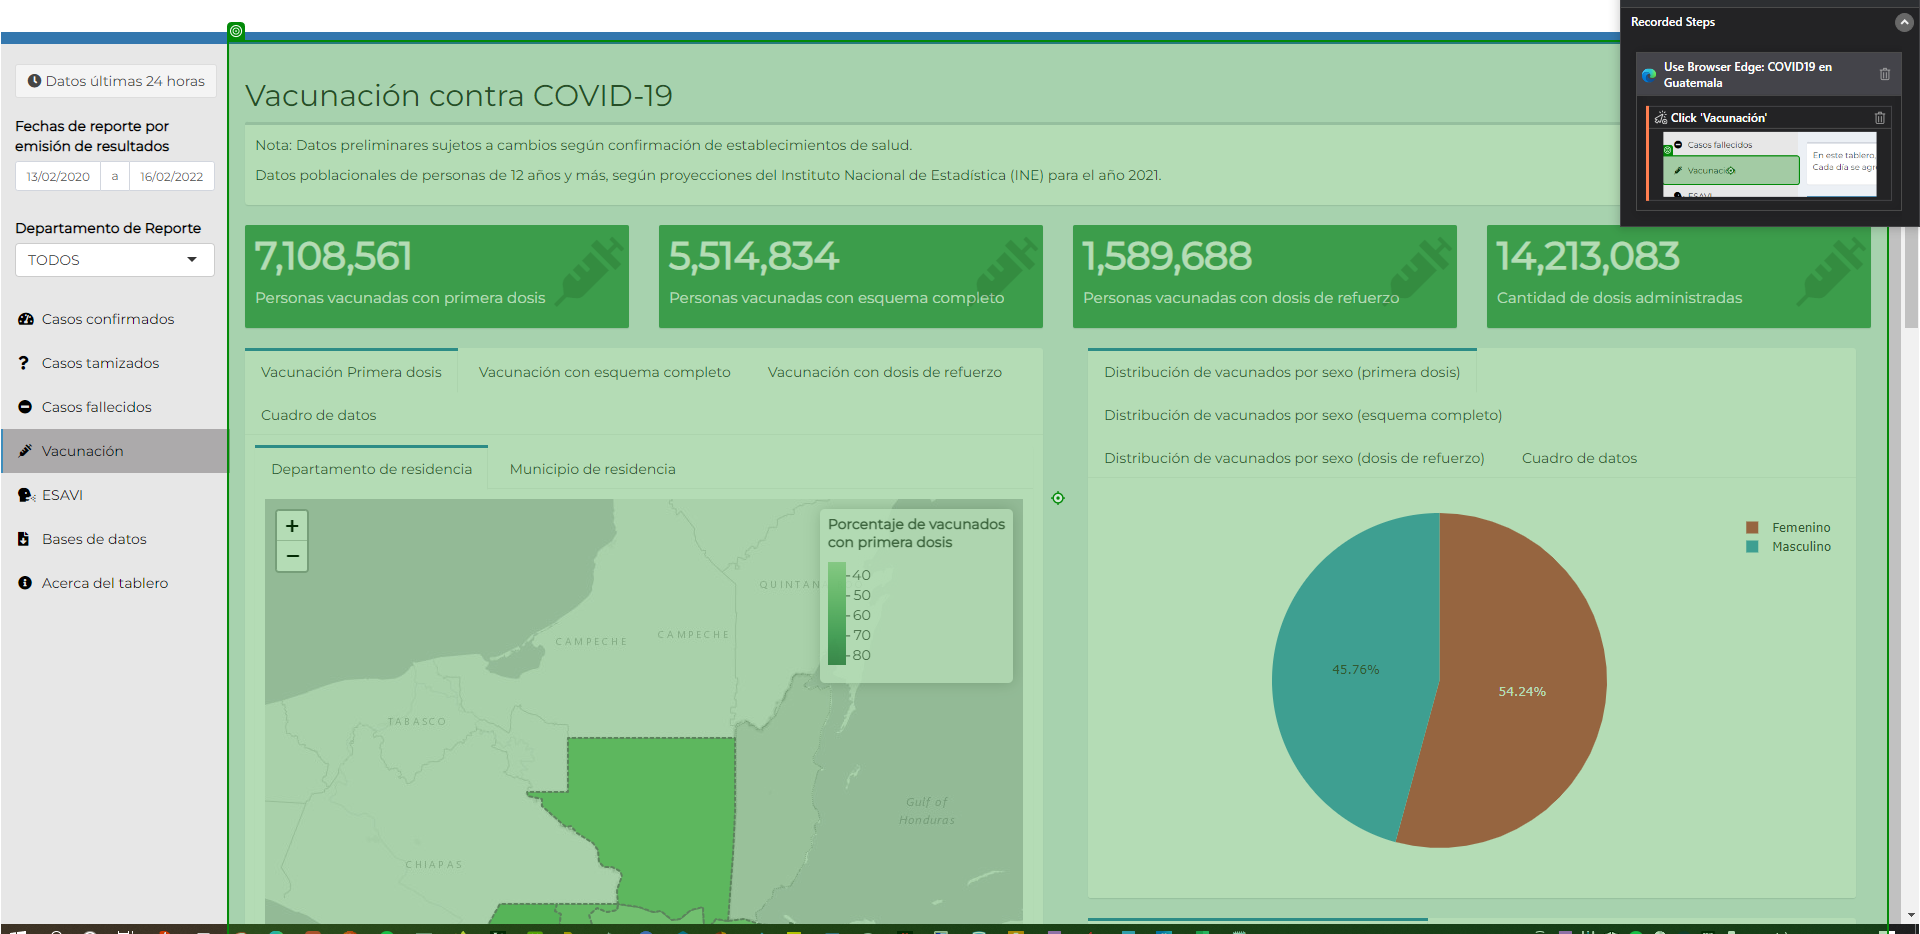 Datos últimas 24 horas
Fechas de reporte por
emisión de resultados
13/02/2020 a 16/02/2022
Departamento de Reporte
TODOS
Casos confirmados
Casos tamizados
Casos fallecidos
Vacunación
ESAVI
Bases de datos
Acerca del tablero
Vacunación contra COVID-19
Nota: Datos preliminares sujetos a cambios según confirmación de establecimientos de salud.
Datos poblacionales de personas de 12 años y más, según proyecciones del Instituto Nacional de Estadística (INE) para el año 2021.
7,108,561
Personas vacunadas con primera dosis
5,514,834
Personas vacunadas con esquema completo
1,589,688
Personas vacunadas con dosis de refuerzo
14,213,083
Cantidad de dosis administradas
Vacunación Primera dosis
Vacunación con esquema completo
Vacunación con dosis de refuerzo
Cuadro de datos
Departamento de residencia
Municipio de residencia
+
−
Porcentaje de vacunados
con primera dosis
40
50
60
70
80
CAMPECHE
CAMPECHE
TABASCO
CHIAPAS
Gulf of
Honduras
Distribución de vacunados por sexo (primera dosis)
Distribución de vacunados por sexo (esquema completo)
Distribución de vacunados por sexo (dosis de refuerzo)
Cuadro de datos
Femenino
Masculino
45.76%
54.24%
Recorded Steps
Use Browser Edge: COVID19 en
Guatemala
Click 'Vacunación'
Casos fallecidos
En este tablero,
Cada día se agre
ESAVI